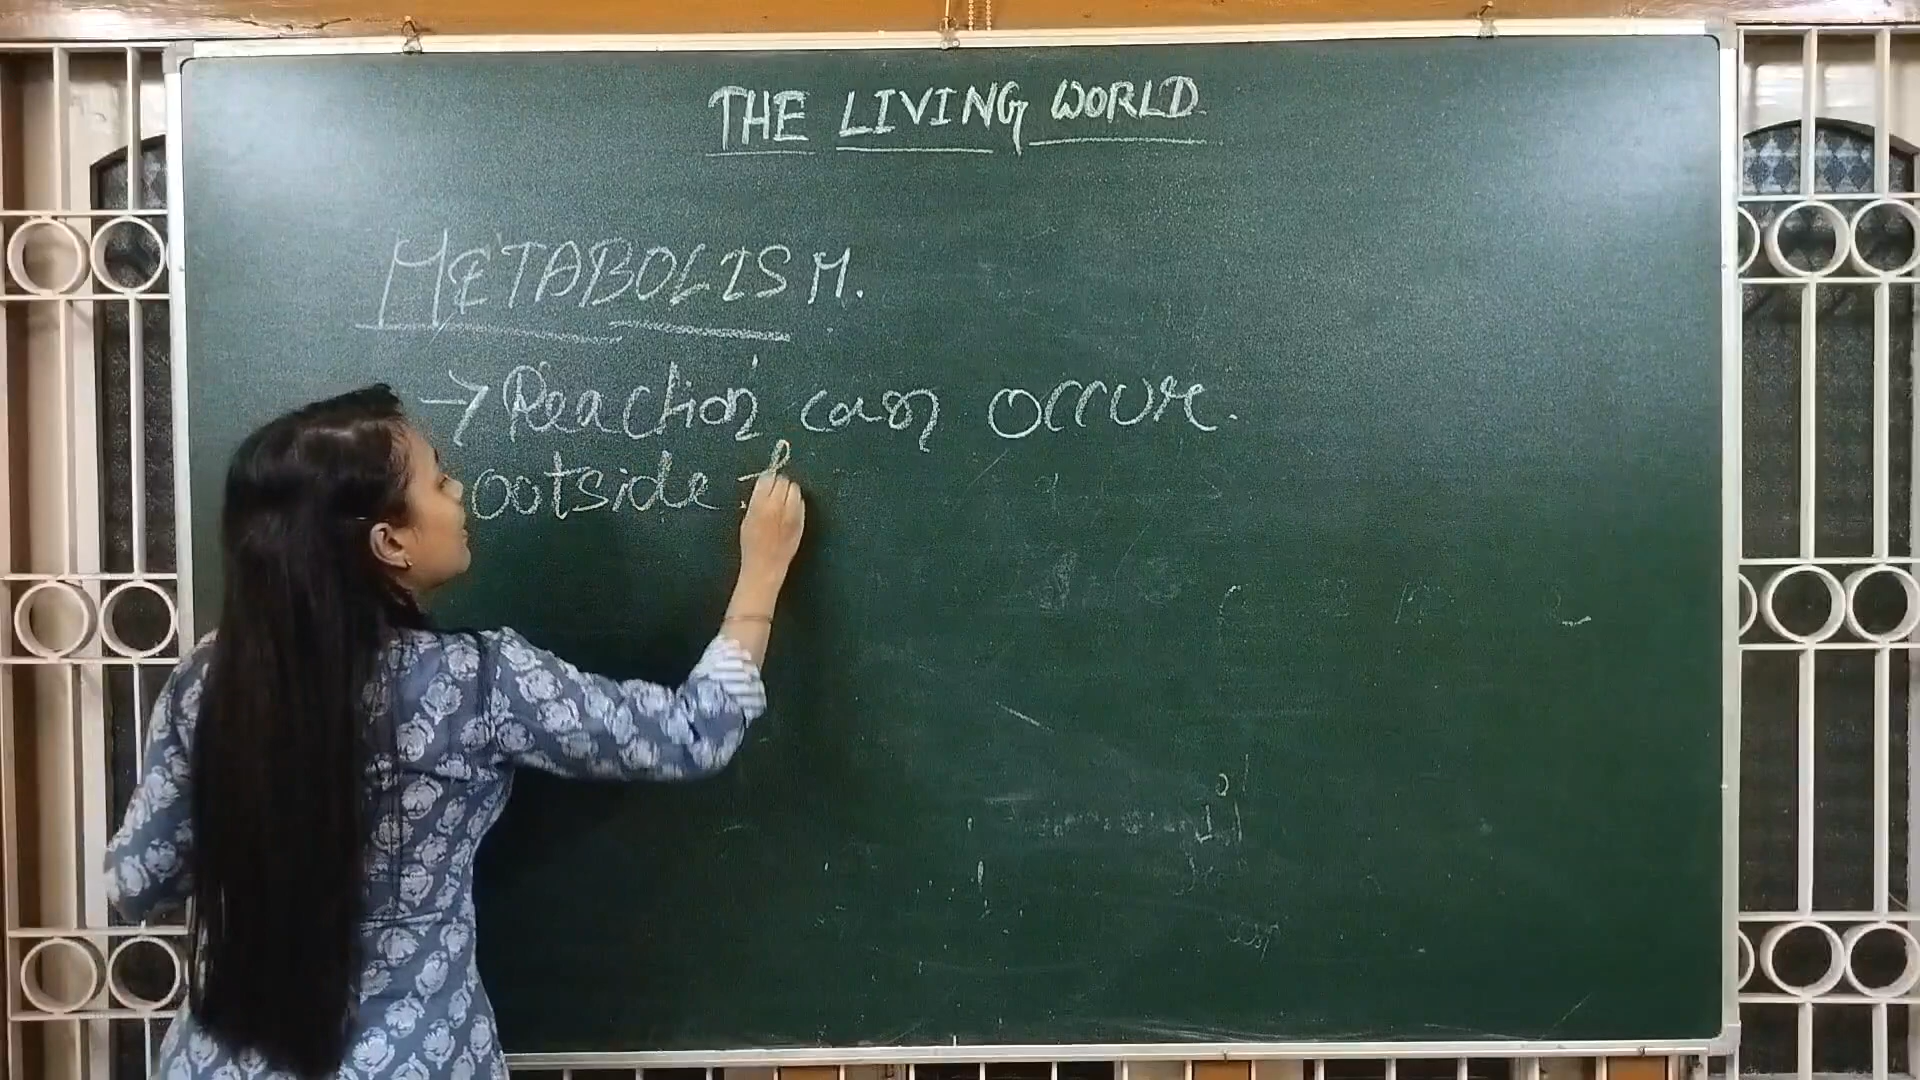 THE LIVING WORLD
METABOLISM.
→ Reaction can occure.
outside